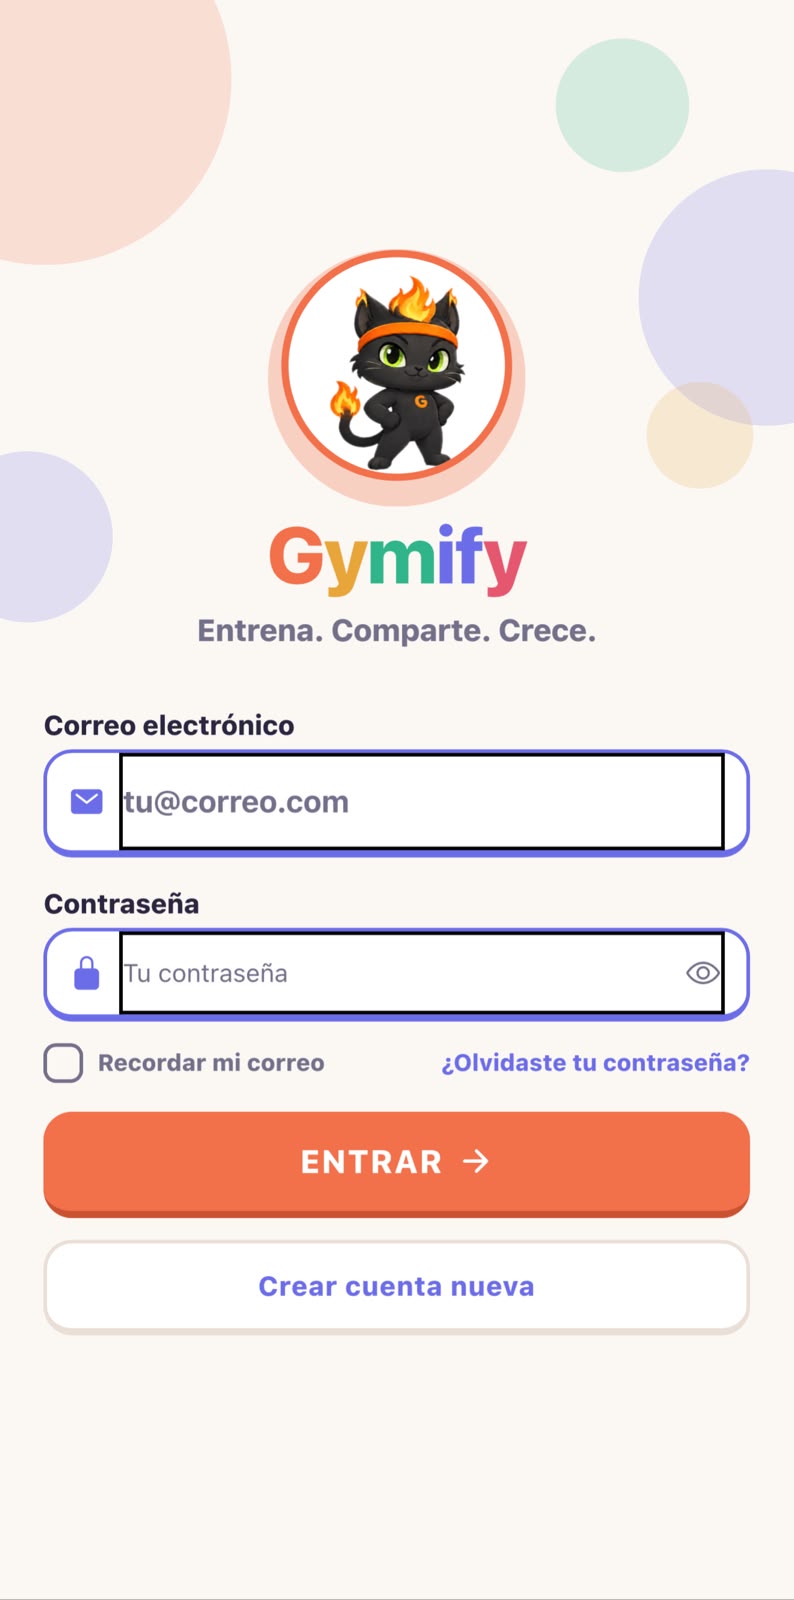 G
Gymify
Entrena. Comparte. Crece.
Correo electrónico
tu@correo.com
Contraseña
Tu contraseña
Recordar mi correo ¿Olvidaste tu contraseña?
ENTRAR →
Crear cuenta nueva